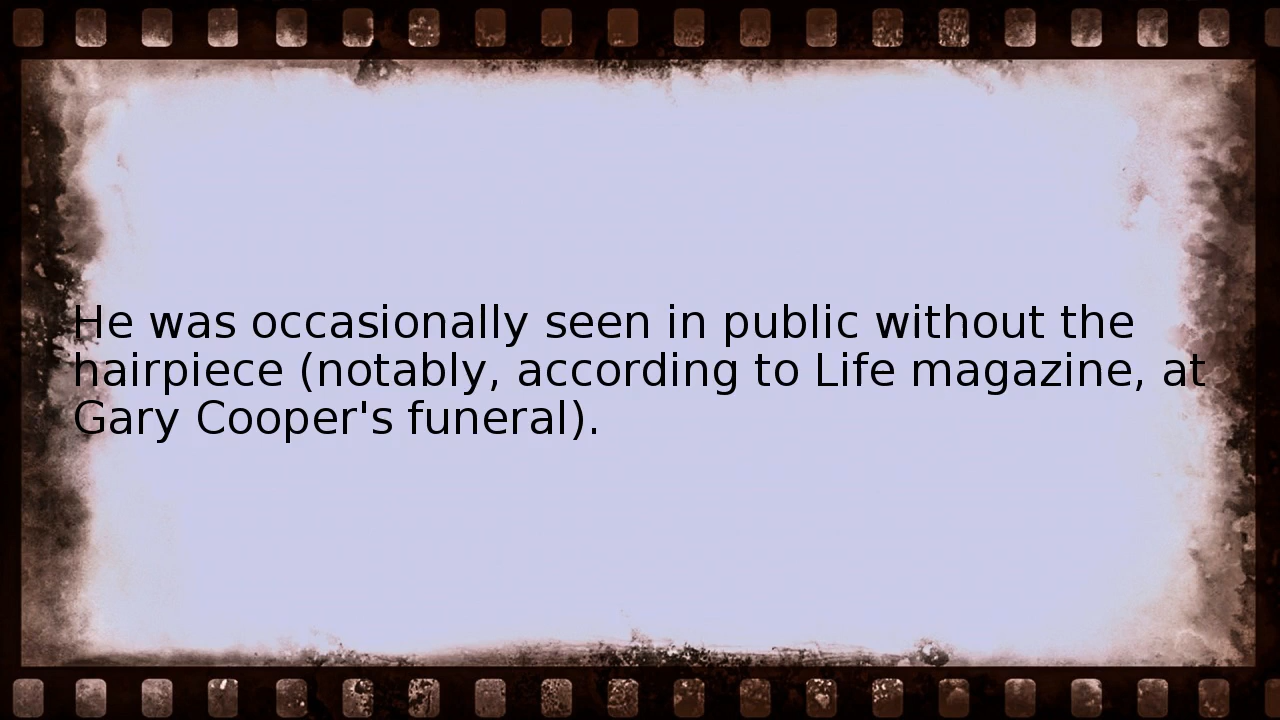 He was occasionally seen in public without the
hairpiece (notably, according to Life magazine, at
Gary Cooper's funeral).